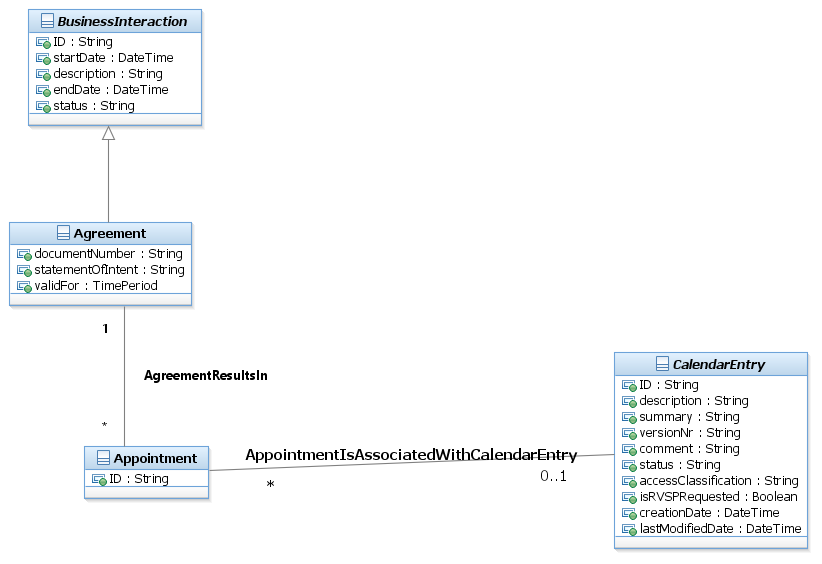 BusinessInteraction
ID : String
startDate : DateTime
description : String
endDate : DateTime
status : String
Agreement
documentNumber : String
statementOfIntent : String
validFor : TimePeriod
1
AgreementResultsIn
*
Appointment
ID : String
AppointmentIsAssociatedWithCalendarEntry
*
0..1
CalendarEntry
ID : String
description : String
summary : String
versionNr : String
comment : String
status : String
accessClassification : String
isRVSPRequested : Boolean
creationDate : DateTime
lastModifiedDate : DateTime